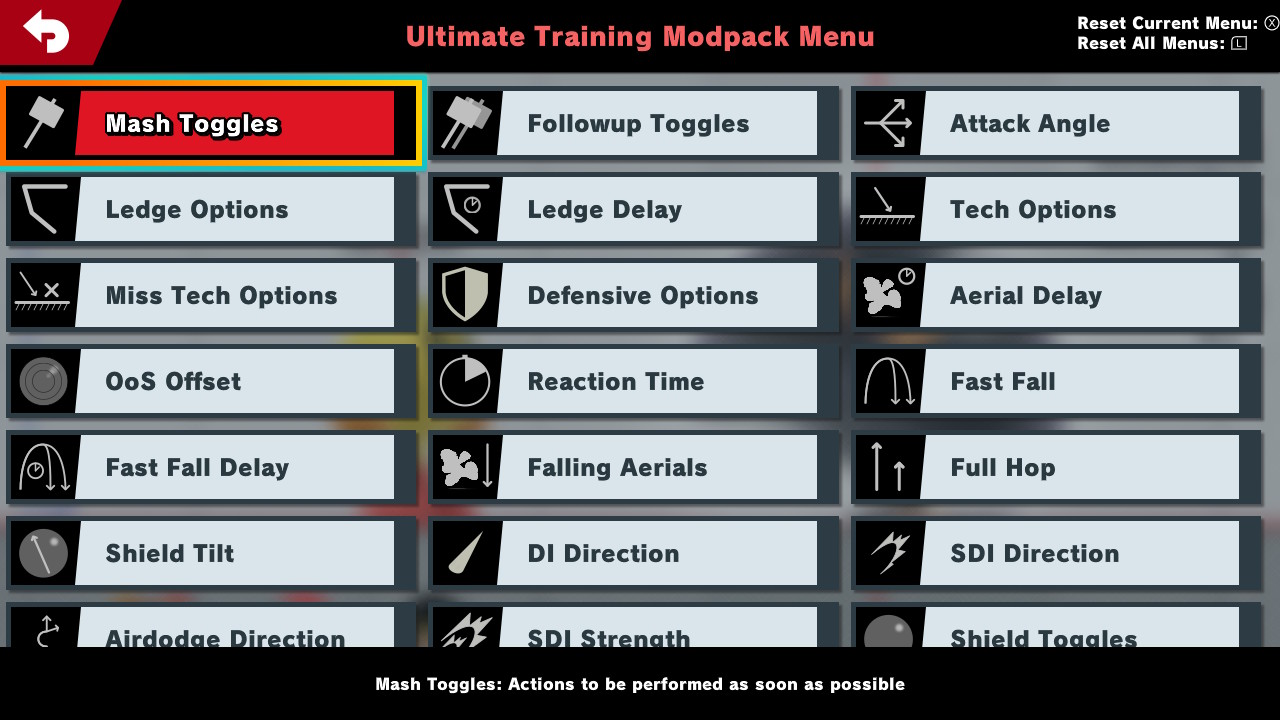 Ultimate Training Modpack Menu
Reset Current Menu: X
Reset All Menus: L
Mash Toggles
Followup Toggles
Attack Angle
Ledge Options
Ledge Delay
Tech Options
Miss Tech Options
Defensive Options
Aerial Delay
OoS Offset
Reaction Time
Fast Fall
Fast Fall Delay
Falling Aerials
Full Hop
Shield Tilt
DI Direction
SDI Direction
Airdodge Direction
SDI Strength
Shield Toggles
Mash Toggles: Actions to be performed as soon as possible